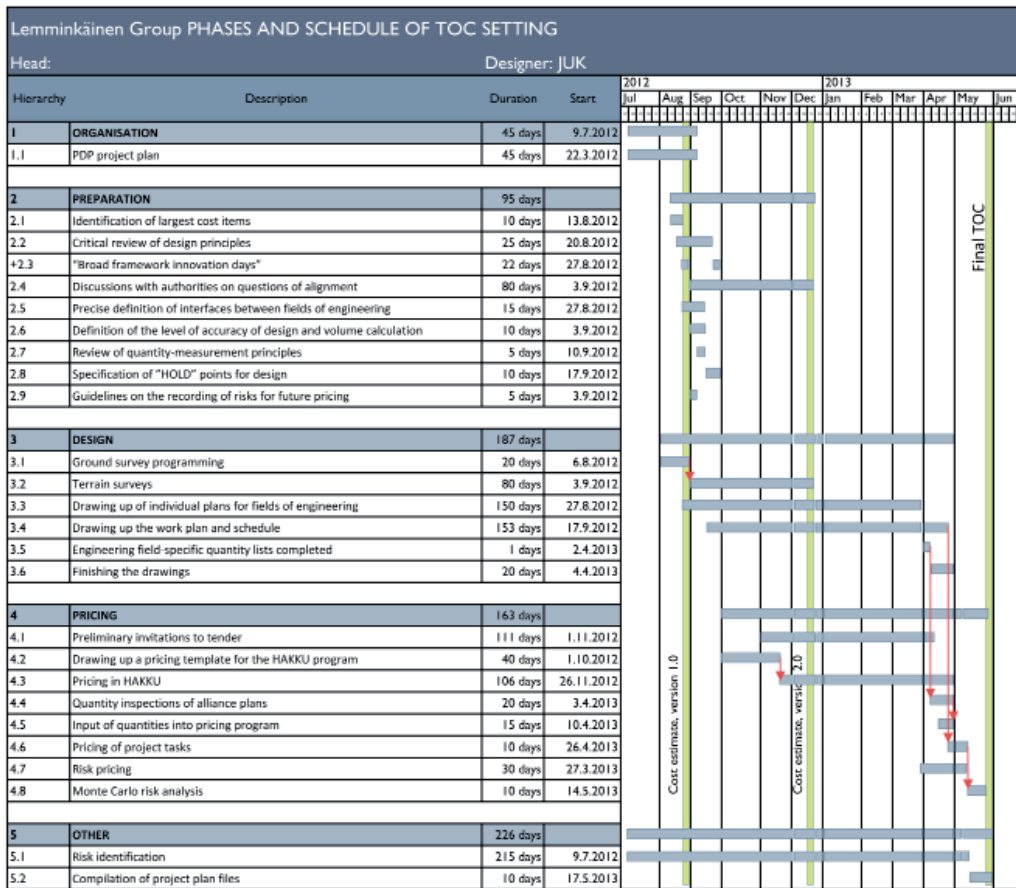 Lemminkäinen Group PHASES AND SCHEDULE OF TOC SETTING
Head: Designer: JUK
2012 2013
Hierarchy Description Duration Start Jul Aug Sep Oct Nov Dec Jan Feb Mar Apr May Jun
1 ORGANISATION 45 days 9.7.2012
1.1 PDP project plan 45 days 22.3.2012
2 PREPARATION 95 days
2.1 Identification of largest cost items 10 days 13.8.2012
2.2 Critical review of design principles 25 days 20.8.2012
+2.3 "Broad framework innovation days" 22 days 27.8.2012
2.4 Discussions with authorities on questions of alignment 80 days 3.9.2012
2.5 Precise definition of interfaces between fields of engineering 15 days 27.8.2012
2.6 Definition of the level of accuracy of design and volume calculation 10 days 3.9.2012
2.7 Review of quantity-measurement principles 5 days 10.9.2012
2.8 Specification of "HOLD" points for design 10 days 17.9.2012
2.9 Guidelines on the recording of risks for future pricing 5 days 3.9.2012
3 DESIGN 187 days
3.1 Ground survey programming 20 days 6.8.2012
3.2 Terrain surveys 80 days 3.9.2012
3.3 Drawing up of individual plans for fields of engineering 150 days 27.8.2012
3.4 Drawing up the work plan and schedule 153 days 17.9.2012
3.5 Engineering field-specific quantity lists completed 1 days 2.4.2013
3.6 Finishing the drawings 20 days 4.4.2013
4 PRICING 163 days
4.1 Preliminary invitations to tender 111 days 1.11.2012
4.2 Drawing up a pricing template for the HAKKU program 40 days 1.10.2012
4.3 Pricing in HAKKU 106 days 26.11.2012
4.4 Quantity inspections of alliance plans 20 days 3.4.2013
4.5 Input of quantities into pricing program 15 days 10.4.2013
4.6 Pricing of project tasks 10 days 26.4.2013
4.7 Risk pricing 30 days 27.3.2013
4.8 Monte Carlo risk analysis 10 days 14.5.2013
5 OTHER 226 days
5.1 Risk identification 215 days 9.7.2012
5.2 Compilation of project plan files 10 days 17.5.2013
Cost estimate, version 1.0
Cost estimate, version 2.0
Final TOC